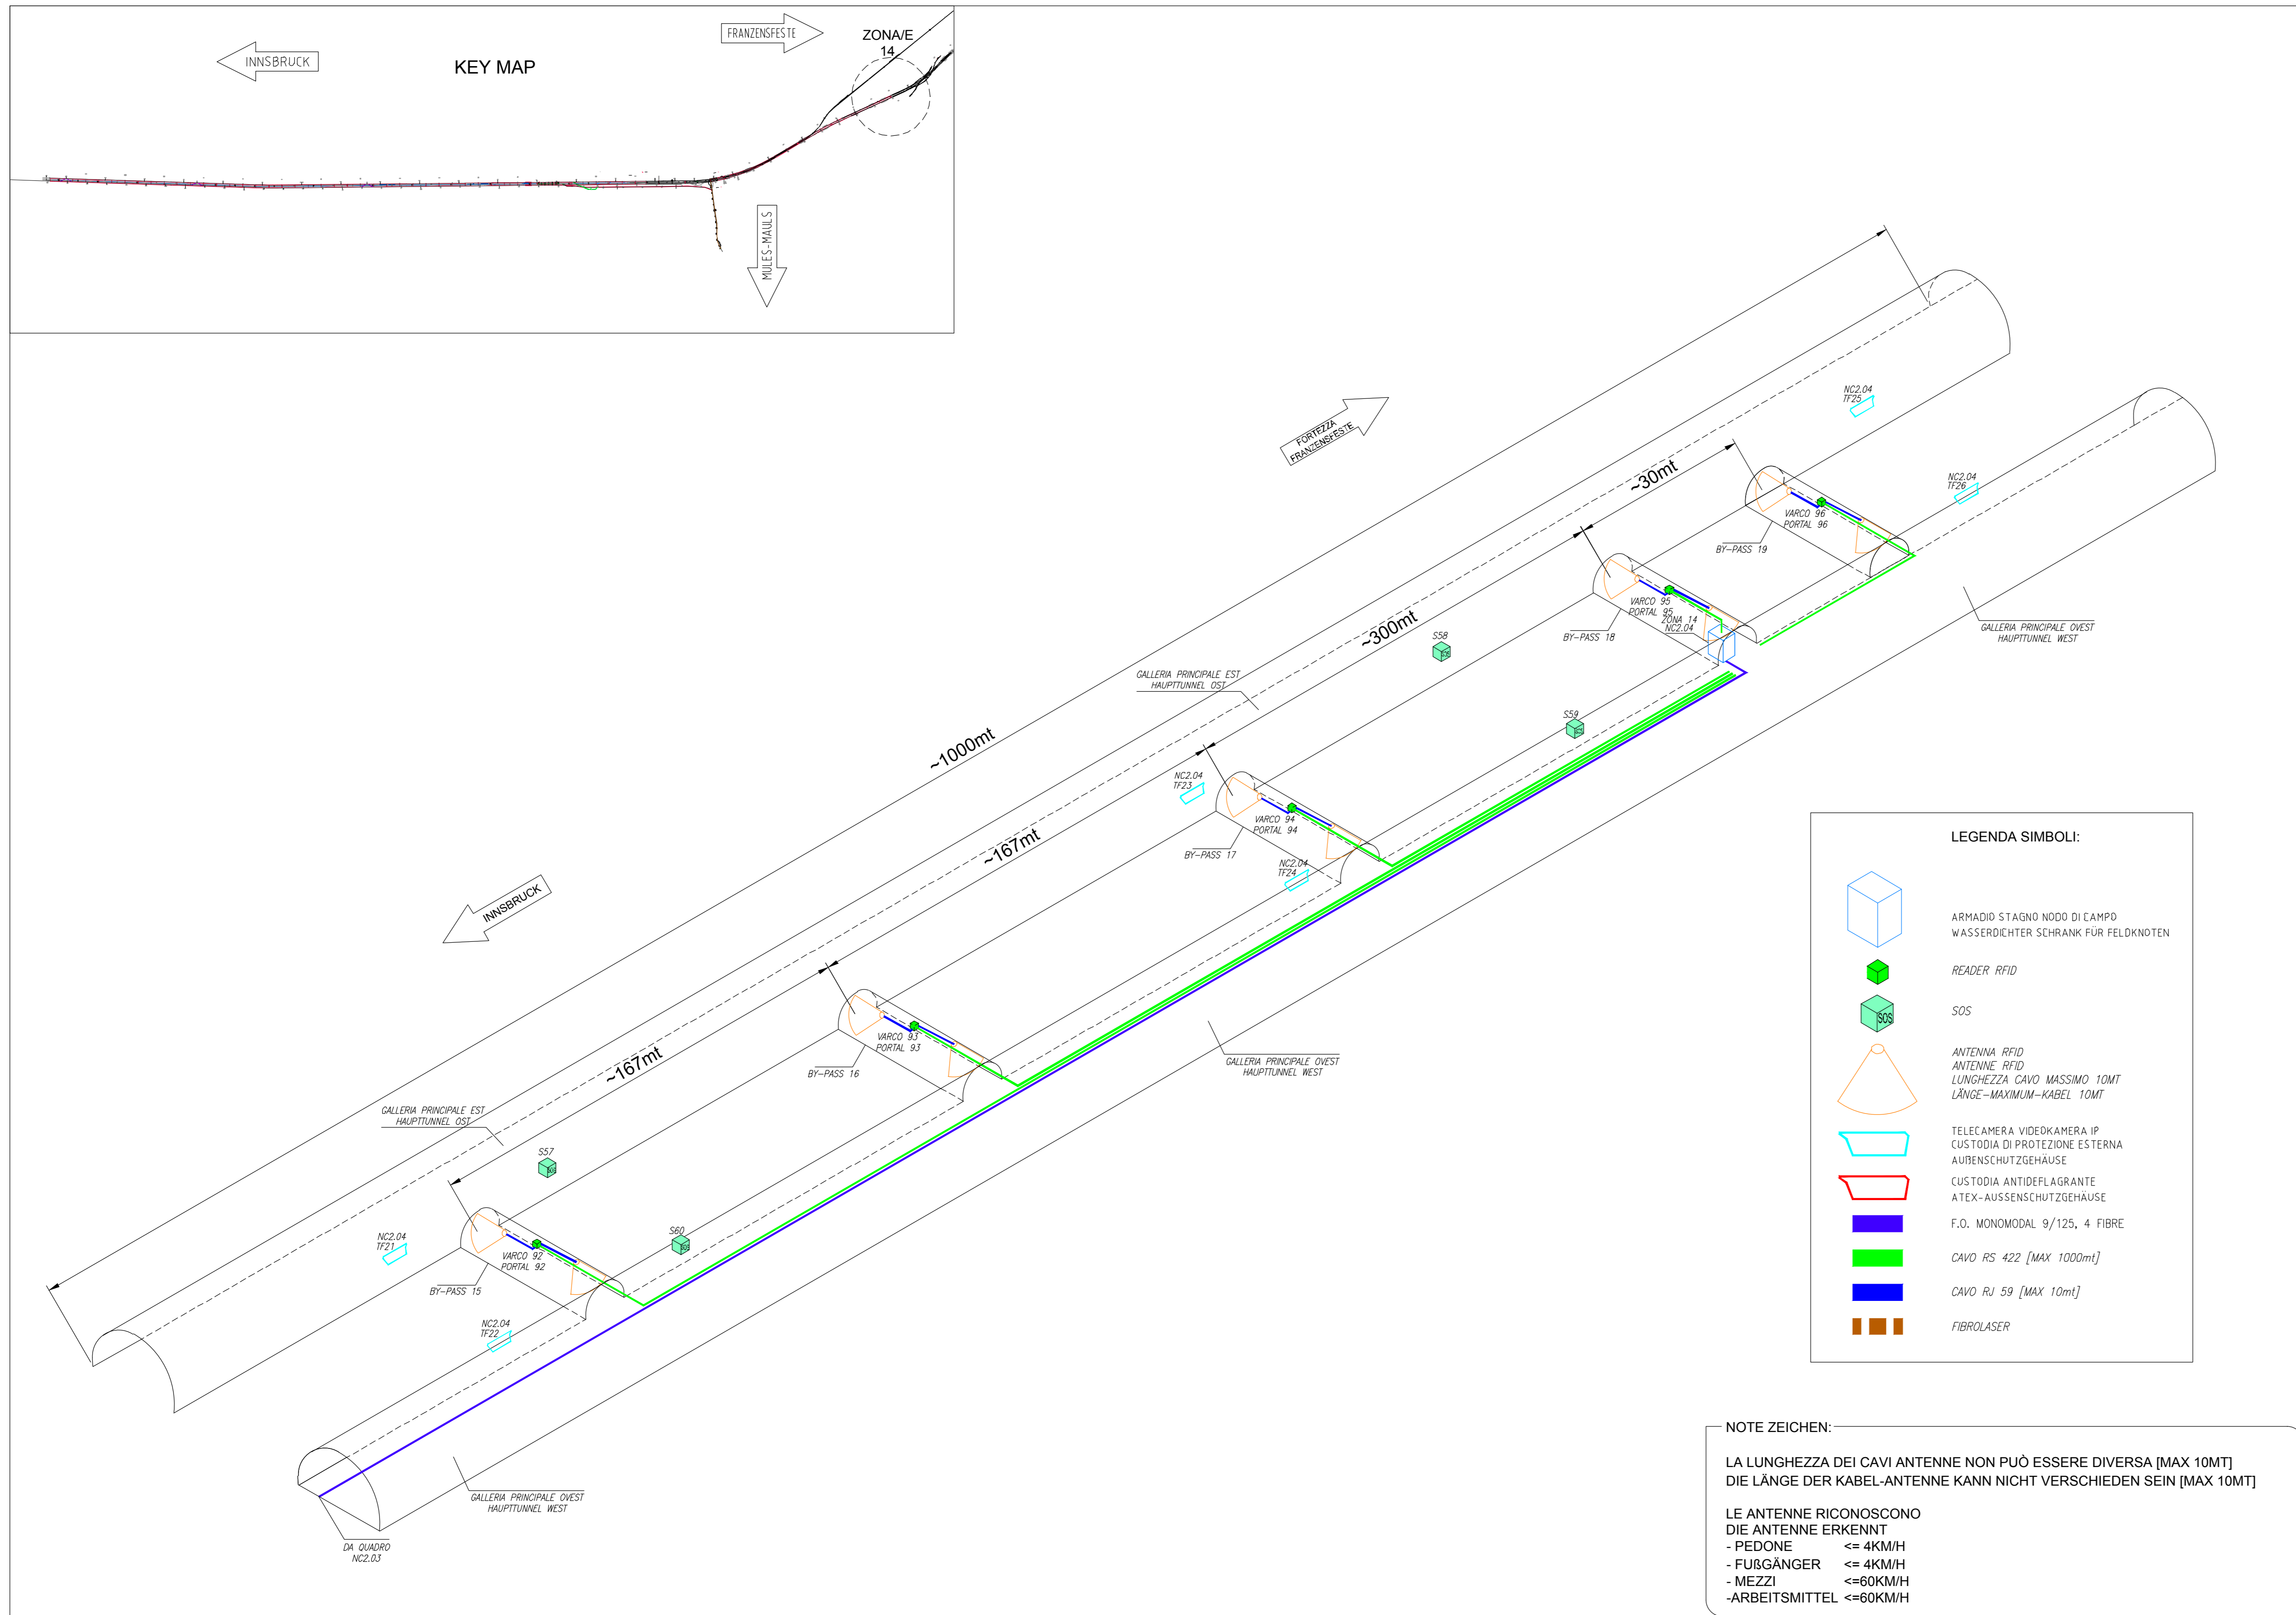 INNSBRUCK
KEY MAP
FRANZENSFESTE
ZONA/E
14
MULES-MAULS
FORTEZZA
FRANZENSFESTE
INNSBRUCK
~1000mt
~30mt
~300mt
~167mt
~167mt
NC2.04
TF25
NC2.04
TF26
VARCO 96
PORTAL 96
BY-PASS 19
VARCO 95
PORTAL 95
ZONA 14
NC2.04
BY-PASS 18
GALLERIA PRINCIPALE OVEST
HAUPTTUNNEL WEST
S58
SOS
GALLERIA PRINCIPALE EST
HAUPTTUNNEL OST
S59
SOS
NC2.04
TF23
VARCO 94
PORTAL 94
BY-PASS 17
NC2.04
TF24
VARCO 93
PORTAL 93
BY-PASS 16
GALLERIA PRINCIPALE OVEST
HAUPTTUNNEL WEST
GALLERIA PRINCIPALE EST
HAUPTTUNNEL OST
S57
SOS
S60
SOS
NC2.04
TF21
VARCO 92
PORTAL 92
BY-PASS 15
NC2.04
TF22
GALLERIA PRINCIPALE OVEST
HAUPTTUNNEL WEST
DA QUADRO
NC2.03
LEGENDA SIMBOLI:
ARMADIO STAGNO NODO DI CAMPO
WASSERDICHTER SCHRANK FÜR FELDKNOTEN
READER RFID
SOS
SOS
ANTENNA RFID
ANTENNE RFID
LUNGHEZZA CAVO MASSIMO 10MT
LÄNGE-MAXIMUM-KABEL 10MT
TELECAMERA VIDEOKAMERA IP
CUSTODIA DI PROTEZIONE ESTERNA
AUßENSCHUTZGEHÄUSE
CUSTODIA ANTIDEFLAGRANTE
ATEX-AUSSENSCHUTZGEHÄUSE
F.O. MONOMODAL 9/125, 4 FIBRE
CAVO RS 422 [MAX 1000mt]
CAVO RJ 59 [MAX 10mt]
FIBROLASER
NOTE ZEICHEN:
LA LUNGHEZZA DEI CAVI ANTENNE NON PUÒ ESSERE DIVERSA [MAX 10MT]
DIE LÄNGE DER KABEL-ANTENNE KANN NICHT VERSCHIEDEN SEIN [MAX 10MT]
LE ANTENNE RICONOSCONO
DIE ANTENNE ERKENNT
- PEDONE <= 4KM/H
- FUßGÄNGER <= 4KM/H
- MEZZI <=60KM/H
-ARBEITSMITTEL <=60KM/H